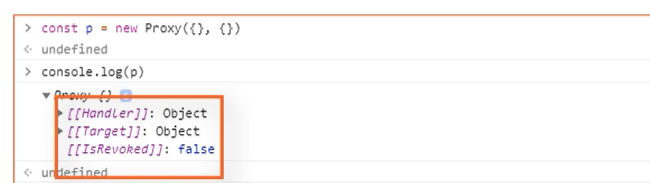 > const p = new Proxy({}, {})
<· undefined
> console.log(p)
▼ Proxy {} i
▶ [[Handler]]: Object
▶ [[Target]]: Object
[[IsRevoked]]: false
<· undefined